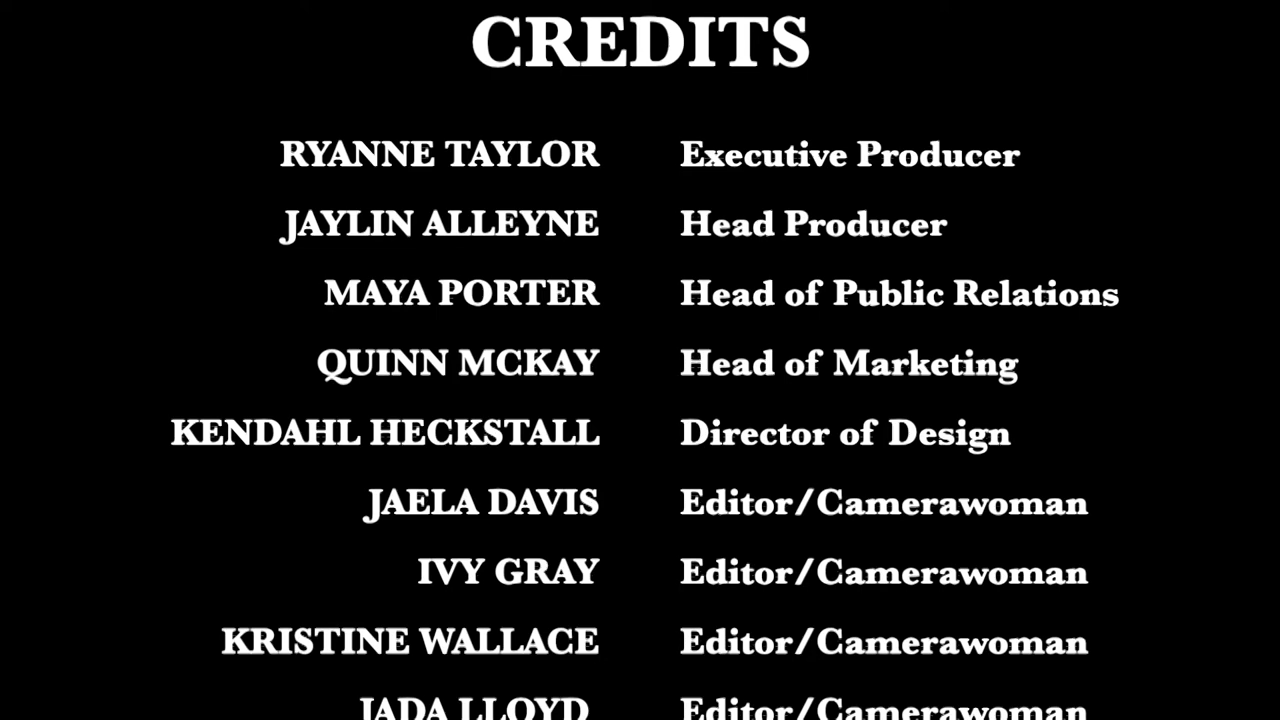 CREDITS
RYANNE TAYLOR Executive Producer
JAYLIN ALLEYNE Head Producer
MAYA PORTER Head of Public Relations
QUINN MCKAY Head of Marketing
KENDAHL HECKSTALL Director of Design
JAELA DAVIS Editor/Camerawoman
IVY GRAY Editor/Camerawoman
KRISTINE WALLACE Editor/Camerawoman
JADA LLOYD Editor/Camerawoman